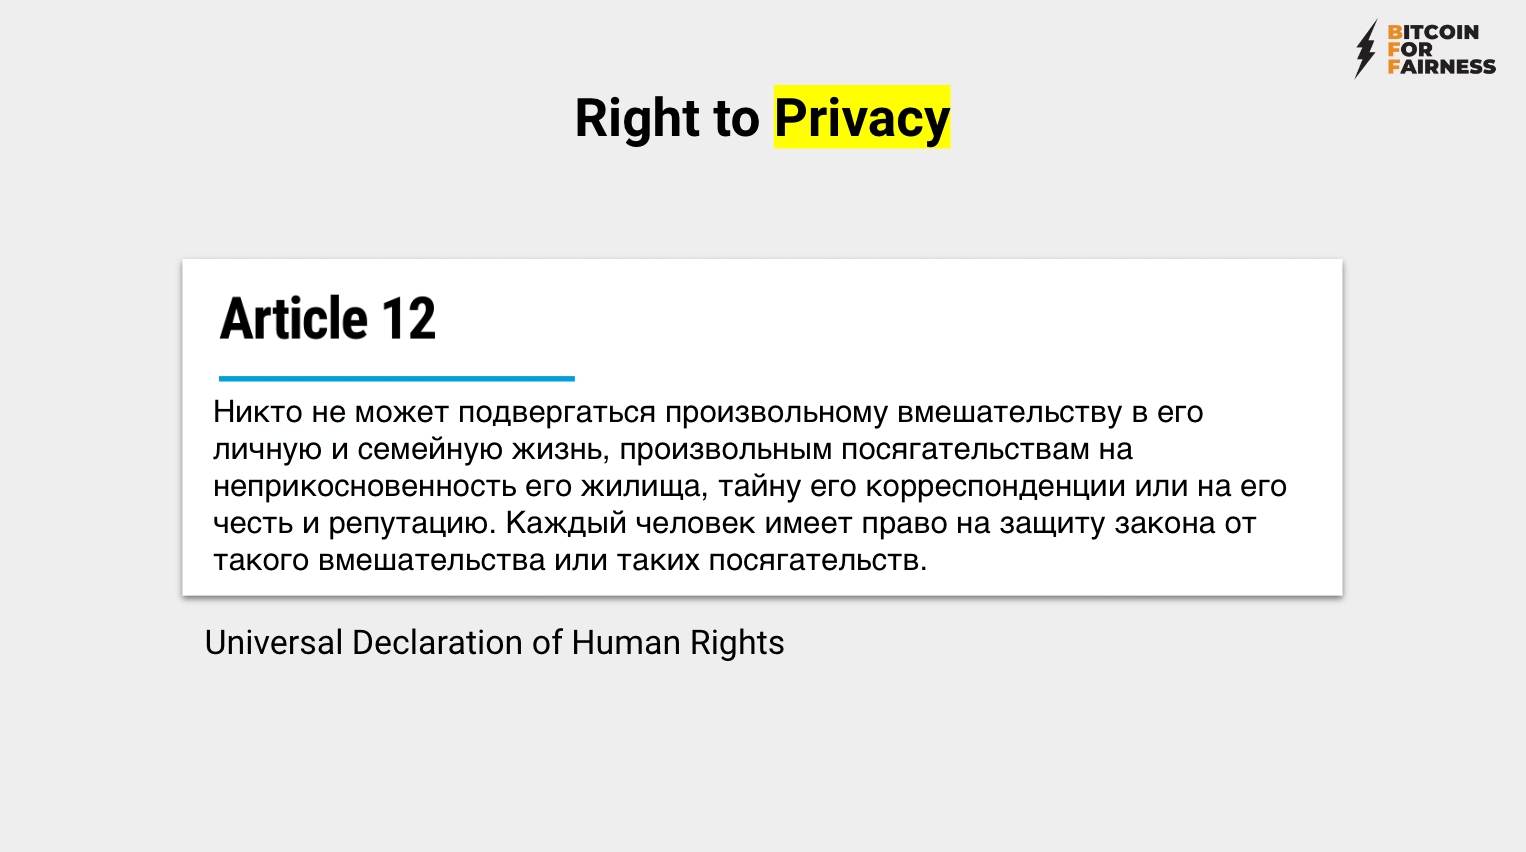 BITCOIN
FOR
FAIRNESS
Right to Privacy
Article 12
Никто не может подвергаться произвольному вмешательству в его
личную и семейную жизнь, произвольным посягательствам на
неприкосновенность его жилища, тайну его корреспонденции или на его
честь и репутацию. Каждый человек имеет право на защиту закона от
такого вмешательства или таких посягательств.
Universal Declaration of Human Rights